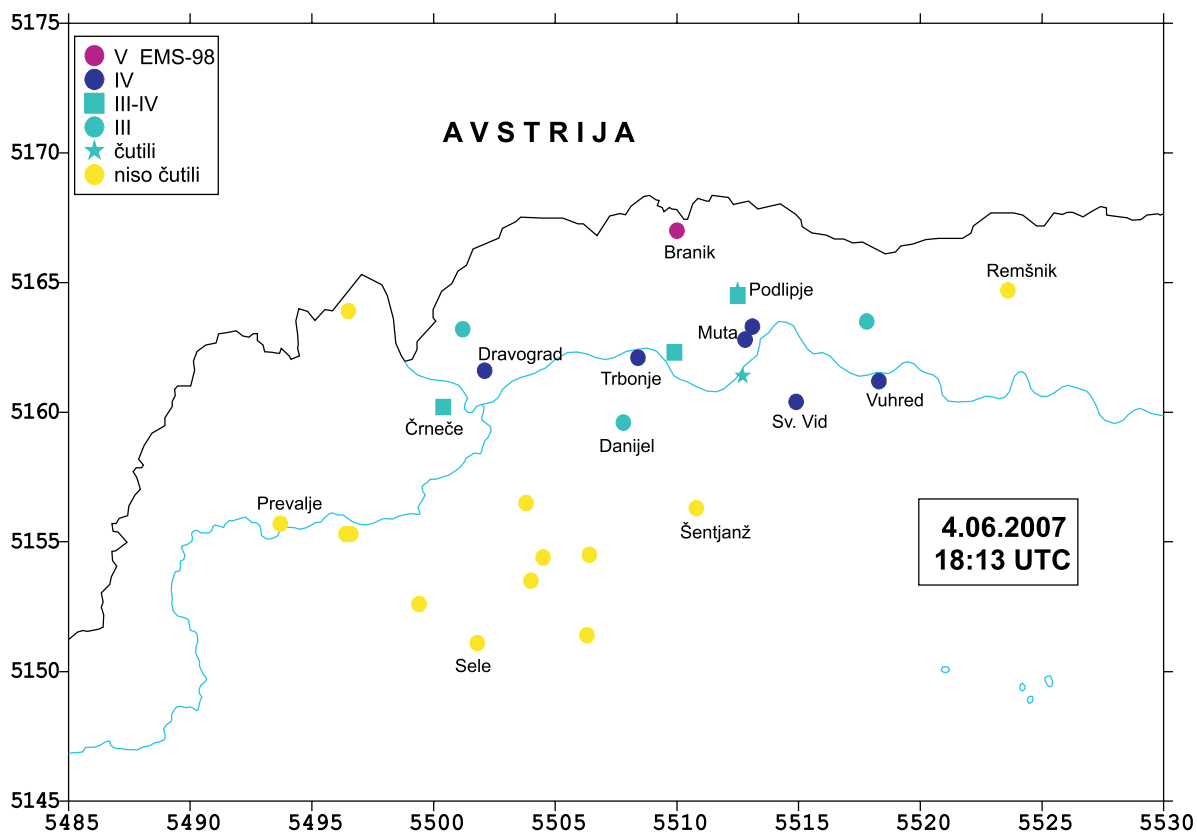 5175
V EMS-98
IV
III-IV
III
čutili
niso čutili
AVSTRIJA
5170
Branik
5165
Remšnik
Podlipje
Muta
Dravograd
Trbonje
5160
Vuhred
Sv. Vid
Črneče
Danijel
Prevalje
Šentjanž
4.06.2007
18:13 UTC
5155
Sele
5150
5145
5485 5490 5495 5500 5505 5510 5515 5520 5525 5530